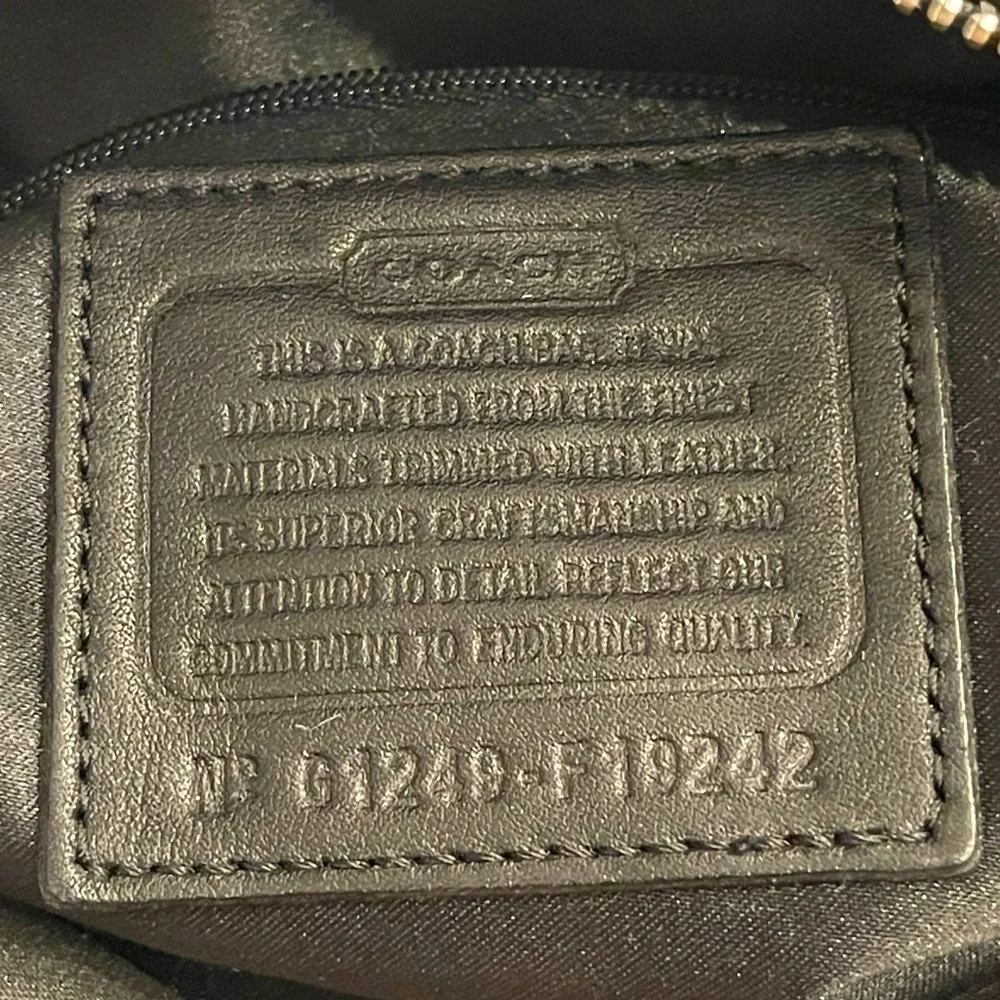 COACH
THIS IS A COACH BAG. IT WAS
HANDCRAFTED FROM THE FINEST
MATERIALS TRIMMED WITH LEATHER.
ITS SUPERIOR CRAFTSMANSHIP AND
ATTENTION TO DETAIL REFLECT OUR
COMMITMENT TO ENDURING QUALITY.
Nº G1249-F19242